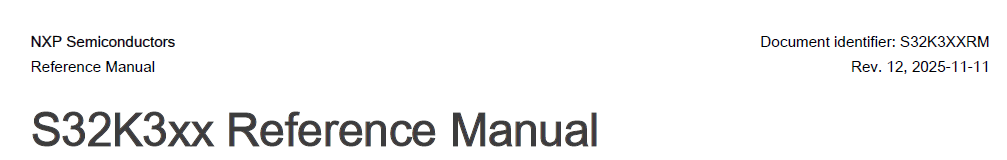 NXP Semiconductors
Document identifier: S32K3XXRM
Reference Manual
Rev. 12, 2025-11-11
S32K3xx Reference Manual